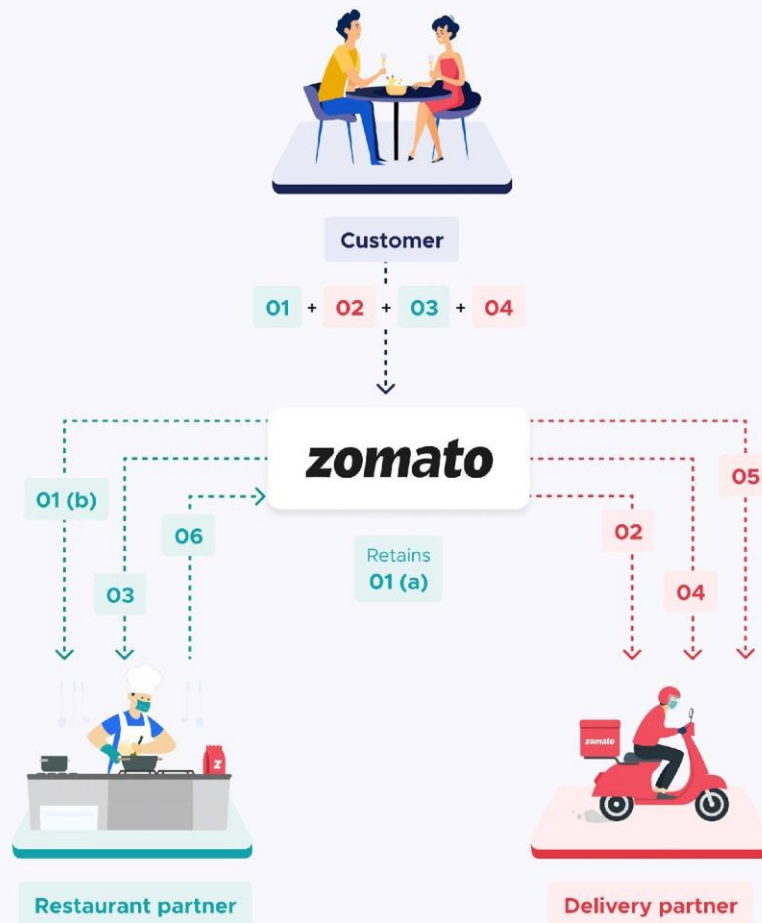 Customer
01 + 02 + 03 + 04
zomato
01 (b)
06
03
Retains
01 (a)
02
04
05
z
zomato
Restaurant partner
Delivery partner